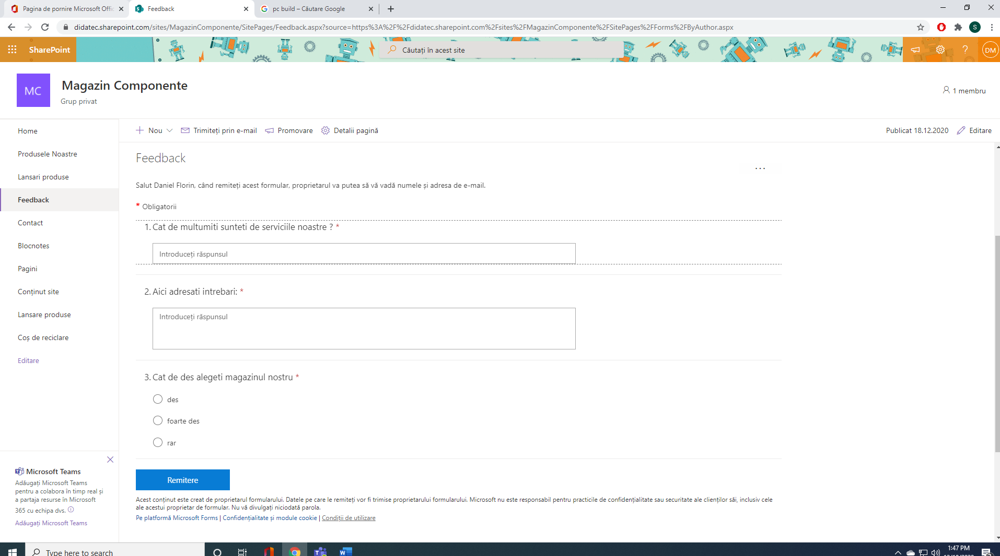 Pagina de pornire Microsoft Offic
Feedback
pc build – Căutare Google
didatec.sharepoint.com/sites/MagazinComponente/SitePages/Feedback.aspx?source=https%3A%2F%2Fdidatec.sharepoint.com%2Fsites%2FMagazinComponente%2FSitePages%2FForms%2FByAuthor.aspx
S
SharePoint
Căutați în acest site
?
DM
MC
Magazin Componente
Grup privat
1 membru
Home
Produsele Noastre
Lansari produse
Feedback
Contact
Blocnotes
Pagini
Conținut site
Lansare produse
Coș de reciclare
Editare
Nou
Trimiteți prin e-mail
Promovare
Detalii pagină
Publicat 18.12.2020
Editare
Feedback
...
Salut Daniel Florin, când remiteți acest formular, proprietarul va putea să vă vadă numele și adresa de e-mail.
* Obligatorii
1. Cat de multumiti sunteti de serviciile noastre ? *
Introduceți răspunsul
2. Aici adresati intrebari: *
Introduceți răspunsul
3. Cat de des alegeti magazinul nostru *
des
foarte des
rar
Remitere
Acest conținut este creat de proprietarul formularului. Datele pe care le remiteți vor fi trimise proprietarului formularului. Microsoft nu este responsabil pentru practicile de confidențialitate sau securitate ale clienților săi, inclusiv cele
ale acestui proprietar de formular. Nu vă divulgați niciodată parola.
Pe platformă Microsoft Forms | Confidențialitate și module cookie | Condiții de utilizare
Microsoft Teams
Adăugați Microsoft Teams
pentru a colabora în timp real și
a partaja resurse în Microsoft
365 cu echipa dvs.
Adăugați Microsoft Teams
Type here to search
1:47 PM